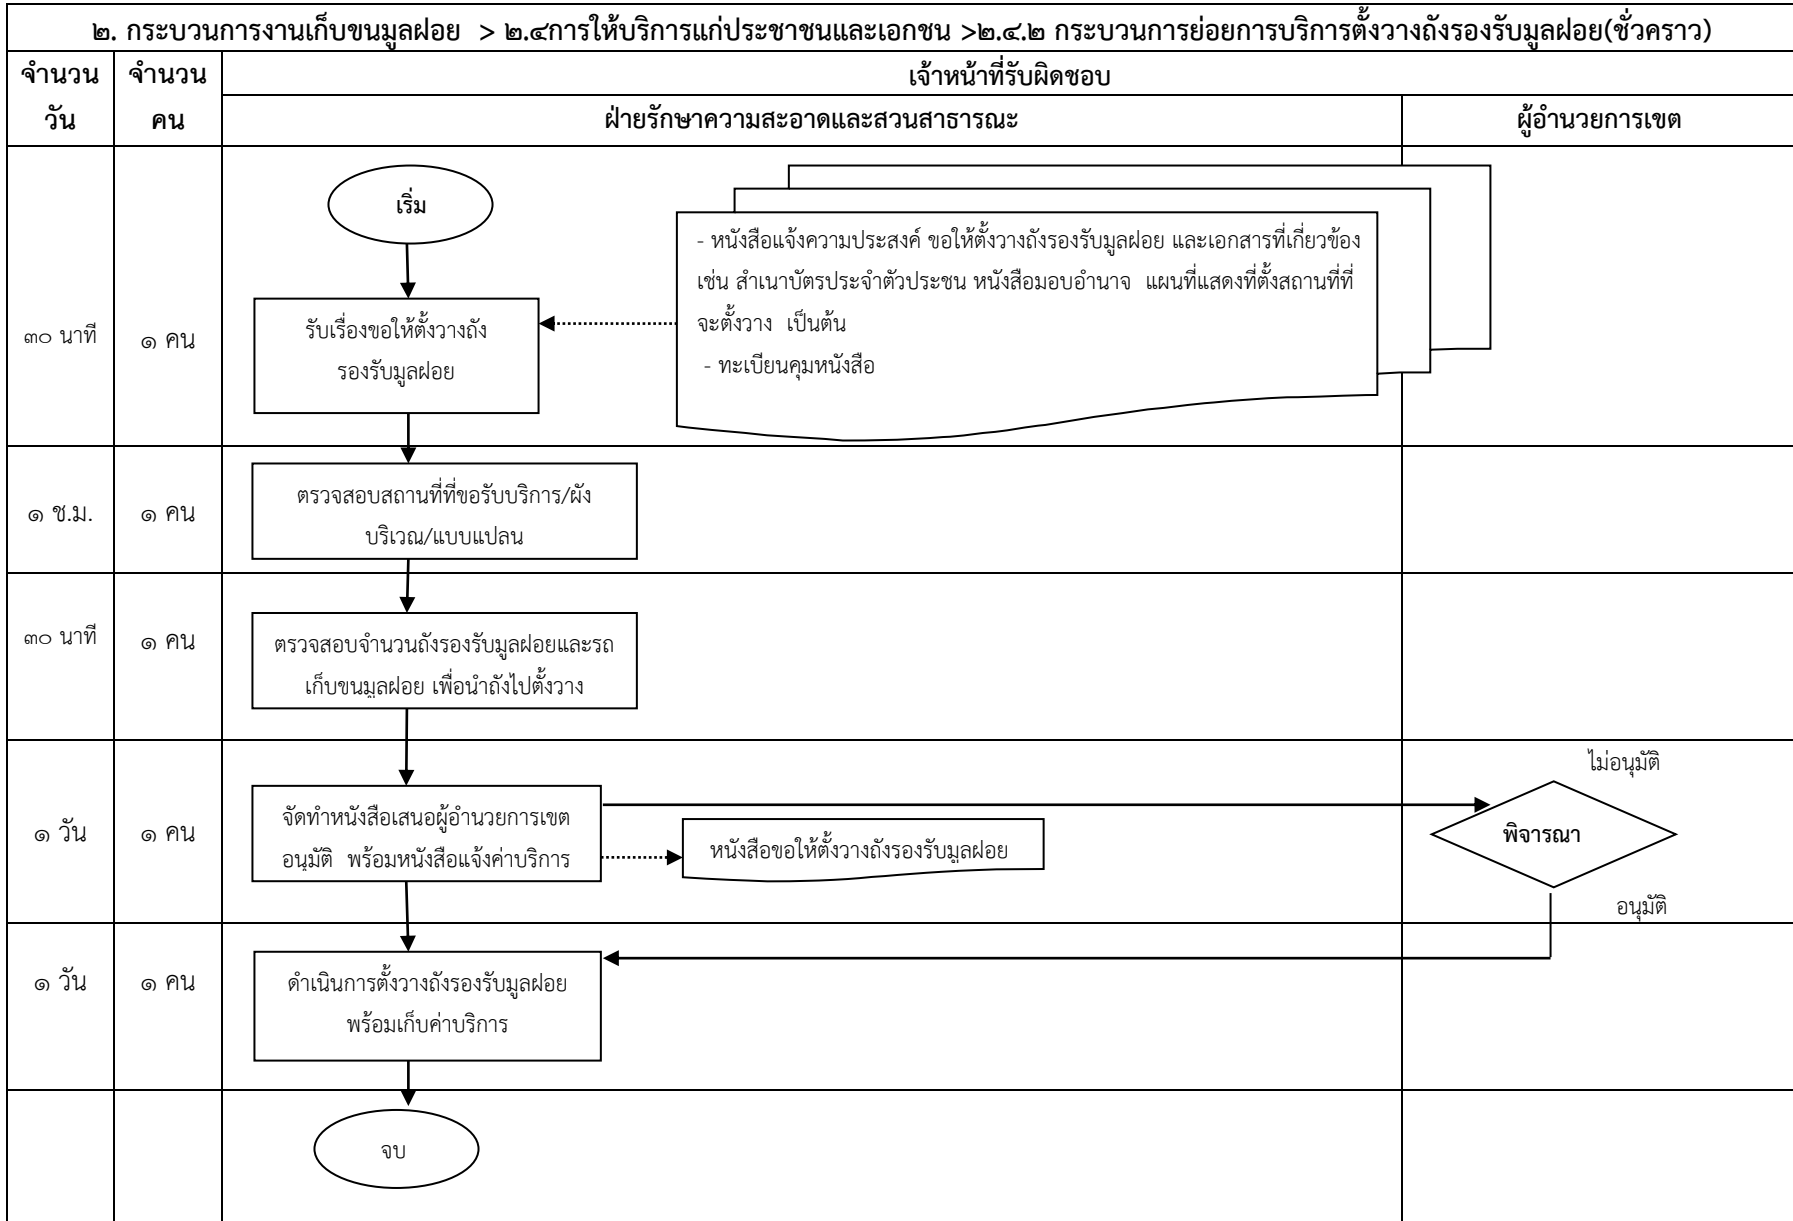 ๒. กระบวนการงานเก็บขนมูลฝอย > ๒.๔การให้บริการแก่ประชาชนและเอกชน >๒.๔.๒ กระบวนการย่อยการบริการตั้งวางถังรองรับมูลฝอย(ชั่วคราว)
จำนวน
วัน
จำนวน
คน
เจ้าหน้าที่รับผิดชอบ
ฝ่ายรักษาความสะอาดและสวนสาธารณะ
ผู้อำนวยการเขต
เริ่ม
- หนังสือแจ้งความประสงค์ ขอให้ตั้งวางถังรองรับมูลฝอย และเอกสารที่เกี่ยวข้อง
เช่น สำเนาบัตรประจำตัวประชน หนังสือมอบอำนาจ แผนที่แสดงที่ตั้งสถานที่ที่
จะตั้งวาง เป็นต้น
- ทะเบียนคุมหนังสือ
๓๐ นาที
๑ คน
รับเรื่องขอให้ตั้งวางถัง
รองรับมูลฝอย
๑ ช.ม.
๑ คน
ตรวจสอบสถานที่ที่ขอรับบริการ/ผัง
บริเวณ/แบบแปลน
๓๐ นาที
๑ คน
ตรวจสอบจำนวนถังรองรับมูลฝอยและรถ
เก็บขนมูลฝอย เพื่อนำถังไปตั้งวาง
๑ วัน
๑ คน
จัดทำหนังสือเสนอผู้อำนวยการเขต
อนุมัติ พร้อมหนังสือแจ้งค่าบริการ
หนังสือขอให้ตั้งวางถังรองรับมูลฝอย
ไม่อนุมัติ
พิจารณา
อนุมัติ
๑ วัน
๑ คน
ดำเนินการตั้งวางถังรองรับมูลฝอย
พร้อมเก็บค่าบริการ
จบ